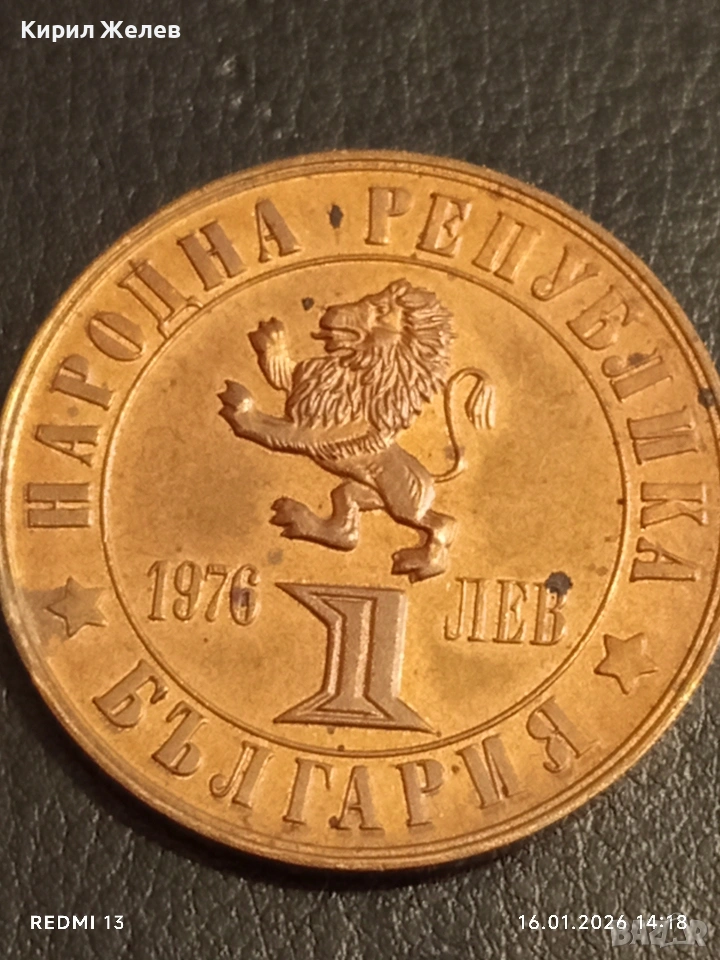 Кирил Желев
НАРОДНА РЕПУБЛИКА
1976 1 ЛЕВ
БЪЛГАРИЯ
REDMI 13
16.01.2026 14:18